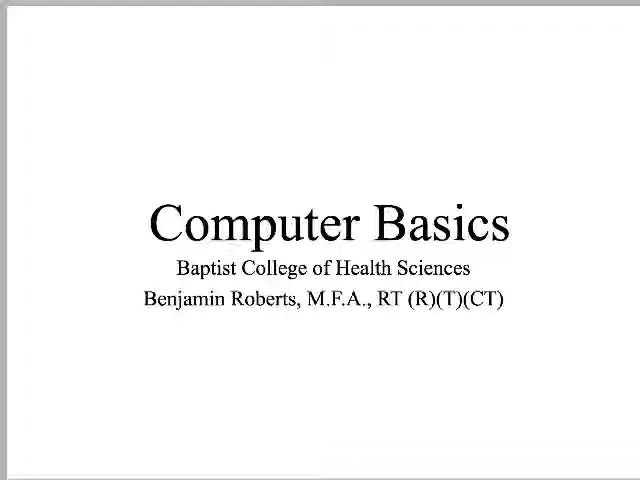 Computer Basics
Baptist College of Health Sciences
Benjamin Roberts, M.F.A., RT (R)(T)(CT)